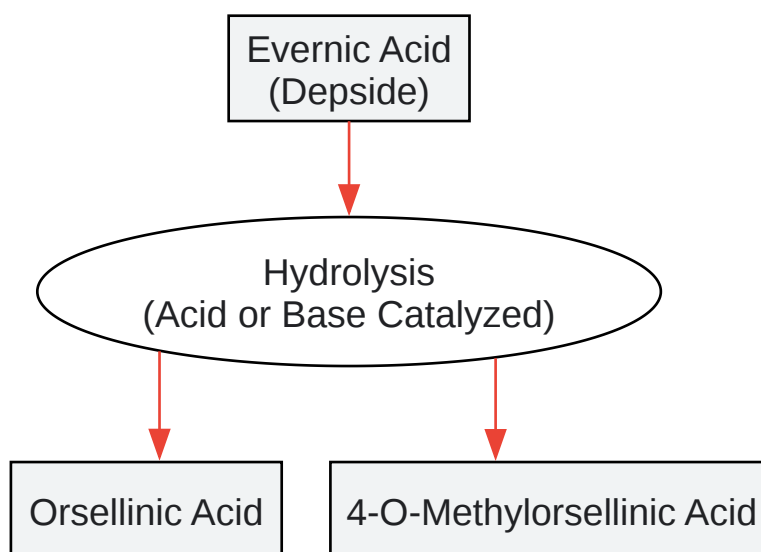 Evernic Acid
(Depside)
Hydrolysis
(Acid or Base Catalyzed)
Orsellinic Acid
4-O-Methylorsellinic Acid